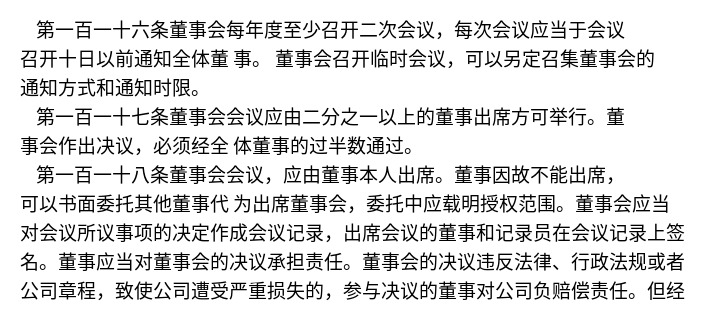 第一百一十六条董事会每年度至少召开二次会议，每次会议应当于会议
召开十日以前通知全体董 事。 董事会召开临时会议，可以另定召集董事会的
通知方式和通知时限。
第一百一十七条董事会会议应由二分之一以上的董事出席方可举行。董
事会作出决议，必须经全 体董事的过半数通过。
第一百一十八条董事会会议，应由董事本人出席。董事因故不能出席，
可以书面委托其他董事代 为出席董事会，委托中应载明授权范围。董事会应当
对会议所议事项的决定作成会议记录，出席会议的董事和记录员在会议记录上签
名。董事应当对董事会的决议承担责任。董事会的决议违反法律、行政法规或者
公司章程，致使公司遭受严重损失的，参与决议的董事对公司负赔偿责任。但经